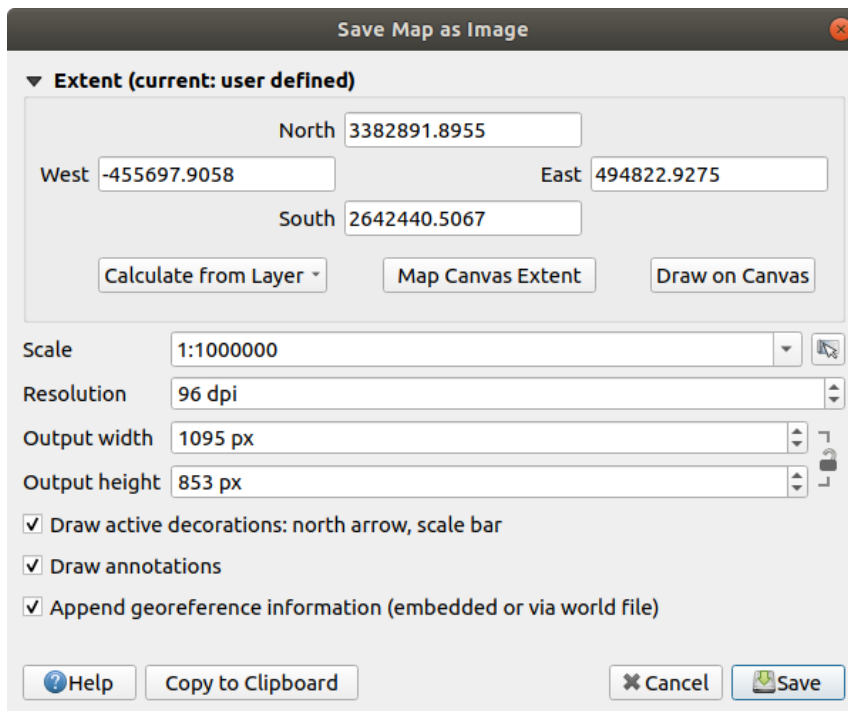 Save Map as Image
Extent (current: user defined)
North 3382891.8955
West -455697.9058 East 494822.9275
South 2642440.5067
Calculate from Layer Map Canvas Extent Draw on Canvas
Scale 1:1000000
Resolution 96 dpi
Output width 1095 px
Output height 853 px
Draw active decorations: north arrow, scale bar
Draw annotations
Append georeference information (embedded or via world file)
Help Copy to Clipboard Cancel Save